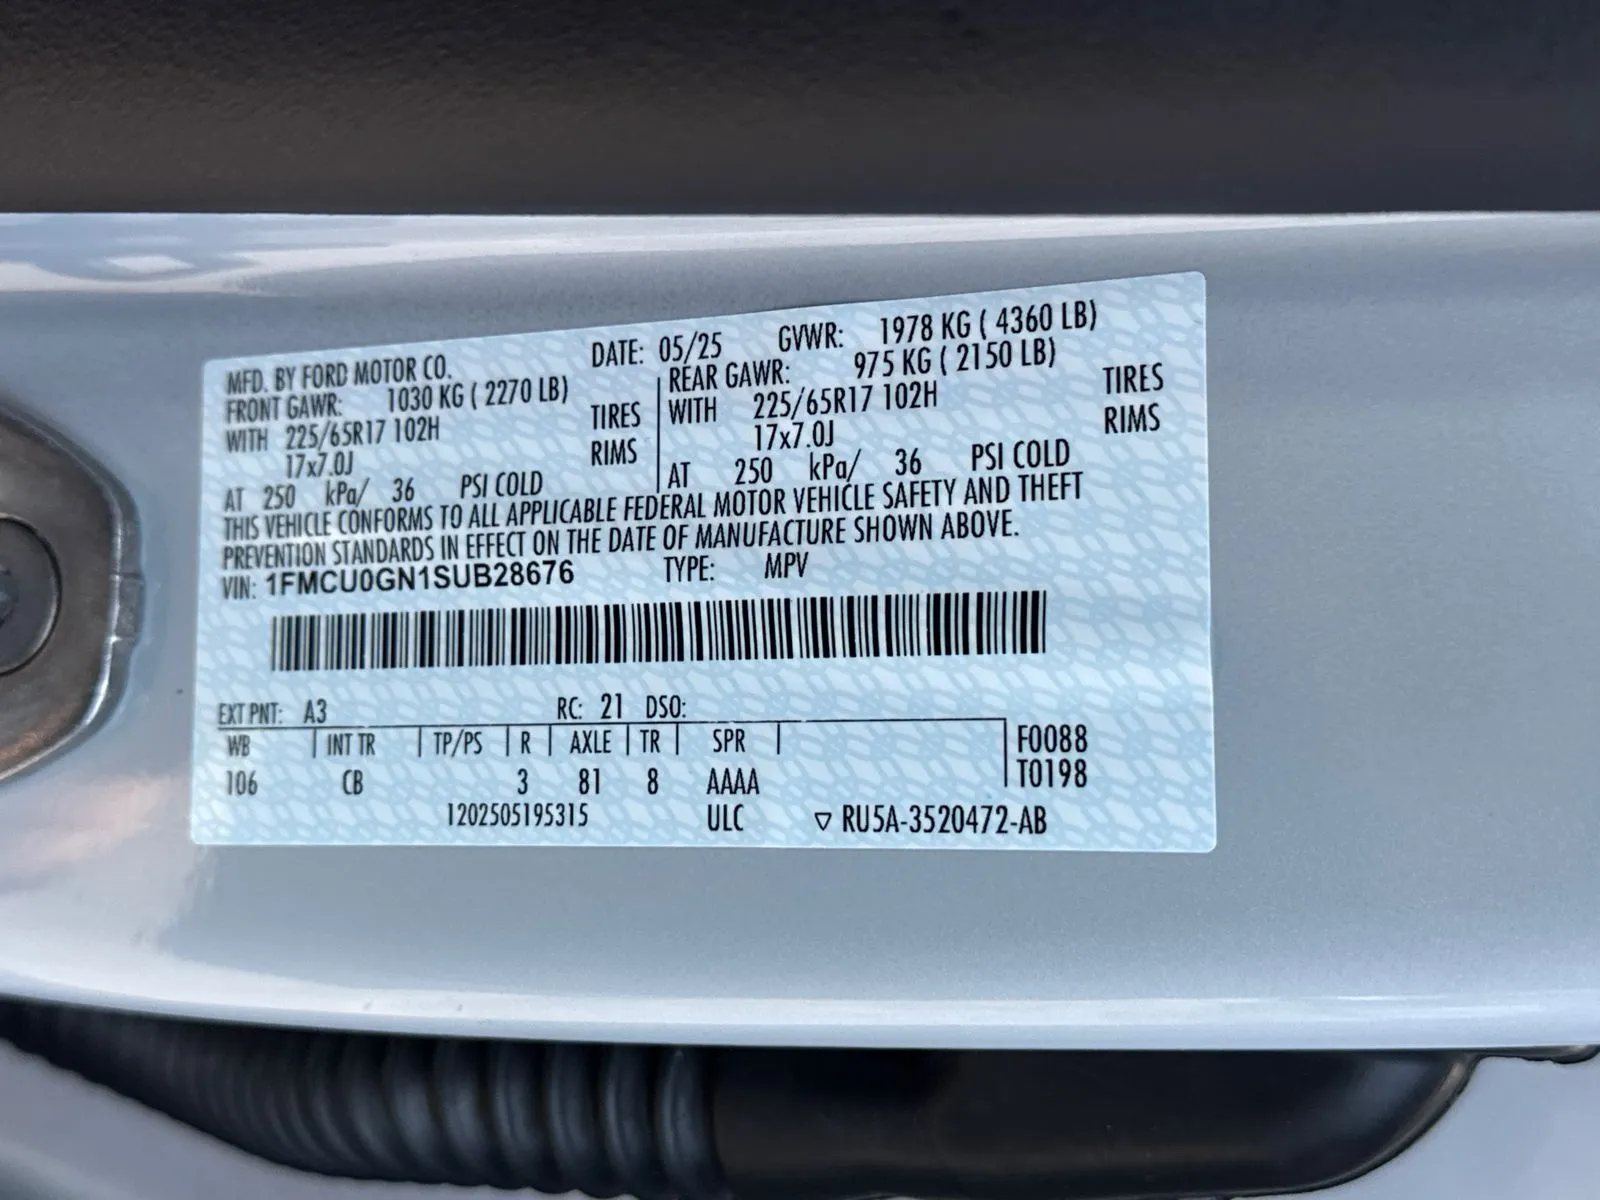 MFD. BY FORD MOTOR CO. DATE: 05/25 GVWR: 1978 KG ( 4360 LB)
FRONT GAWR: 1030 KG ( 2270 LB) REAR GAWR: 975 KG ( 2150 LB)
WITH 225/65R17 102H TIRES WITH 225/65R17 102H TIRES
17x7.0J RIMS 17x7.0J RIMS
AT 250 kPa/ 36 PSI COLD AT 250 kPa/ 36 PSI COLD
THIS VEHICLE CONFORMS TO ALL APPLICABLE FEDERAL MOTOR VEHICLE SAFETY AND THEFT
PREVENTION STANDARDS IN EFFECT ON THE DATE OF MANUFACTURE SHOWN ABOVE.
VIN: 1FMCU0GN1SUB28676 TYPE: MPV
EXT PNT: A3 RC: 21 DSO:
WB INT TR TP/PS R AXLE TR SPR F0088
106 CB 3 81 8 AAAA T0198
1202505195315 ULC ▽ RU5A-3520472-AB